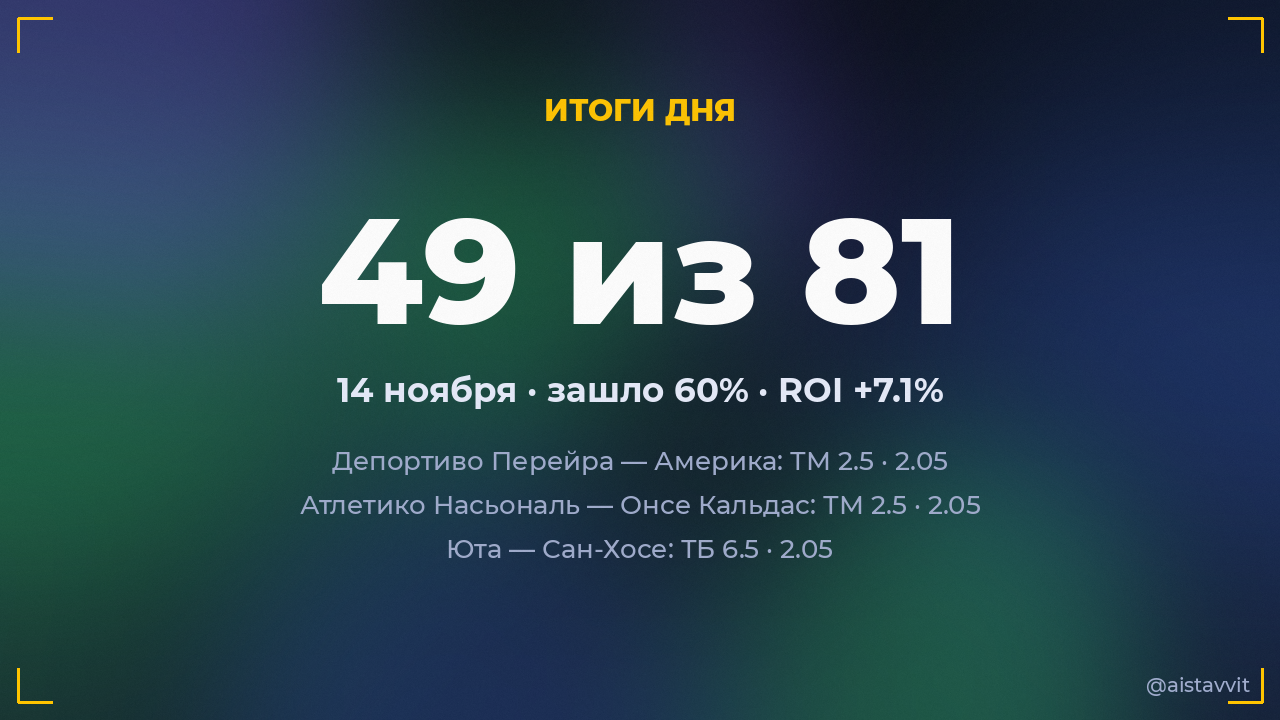 ИТОГИ ДНЯ
49 из 81
14 ноября · зашло 60% · ROI +7.1%
Депортиво Перейра — Америка: ТМ 2.5 · 2.05
Атлетико Насьональ — Онсе Кальдас: ТМ 2.5 · 2.05
Юта — Сан-Хосе: ТБ 6.5 · 2.05
@aistavvit